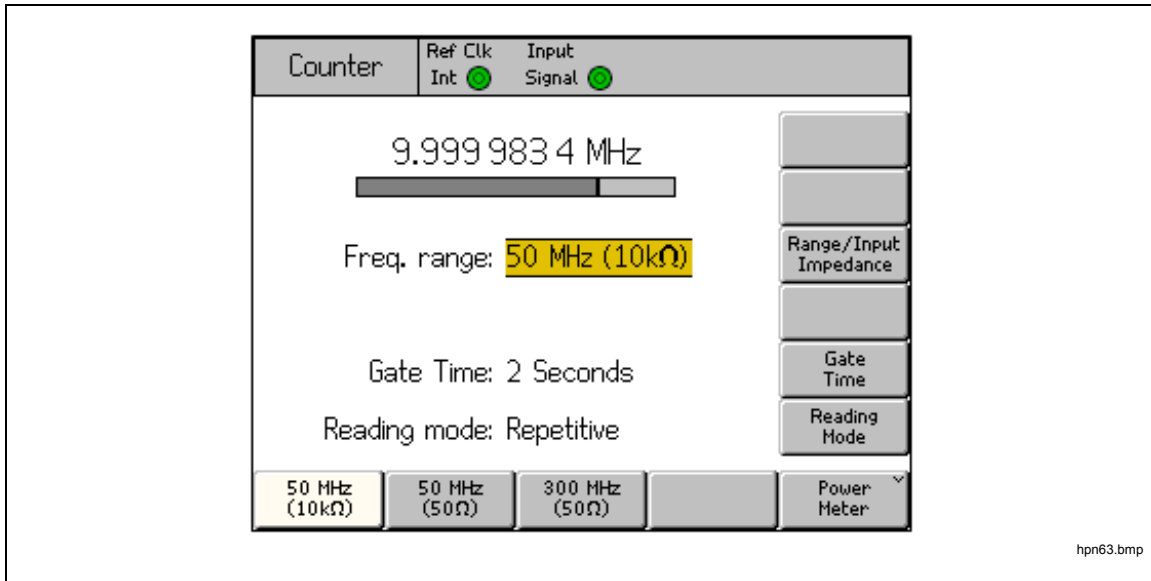 Counter
Ref Clk
Int
Input
Signal
9.999 983 4 MHz
Freq. range: 50 MHz (10kΩ)
Gate Time: 2 Seconds
Reading mode: Repetitive
Range/Input
Impedance
Gate
Time
Reading
Mode
50 MHz
(10kΩ)
50 MHz
(50Ω)
300 MHz
(50Ω)
Power
Meter
hpn63.bmp